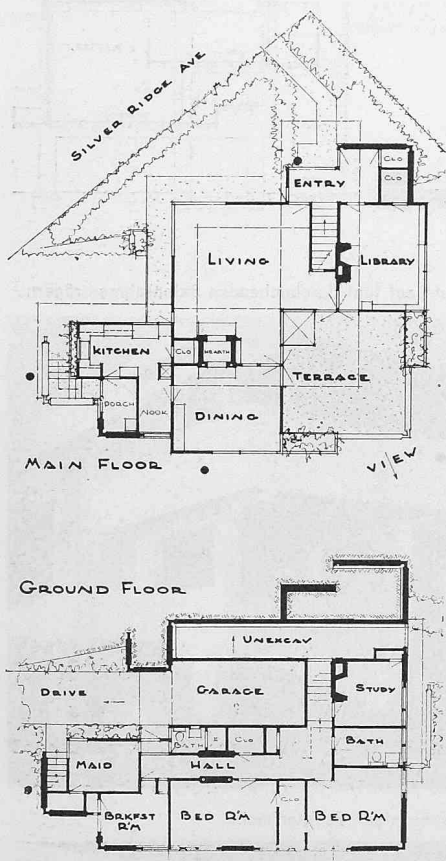 SILVER RIDGE AVE
ENTRY
CLO
CLO
LIVING
LIBRARY
KITCHEN
CLO
HEARTH
TERRACE
PORCH
NOOK
DINING
MAIN FLOOR
VIEW
GROUND FLOOR
UNEXCAV
DRIVE
GARAGE
STUDY
BATH
CLO
BATH
HALL
MAID
CLO
BRKFST
R'M
BED R'M
BED R'M